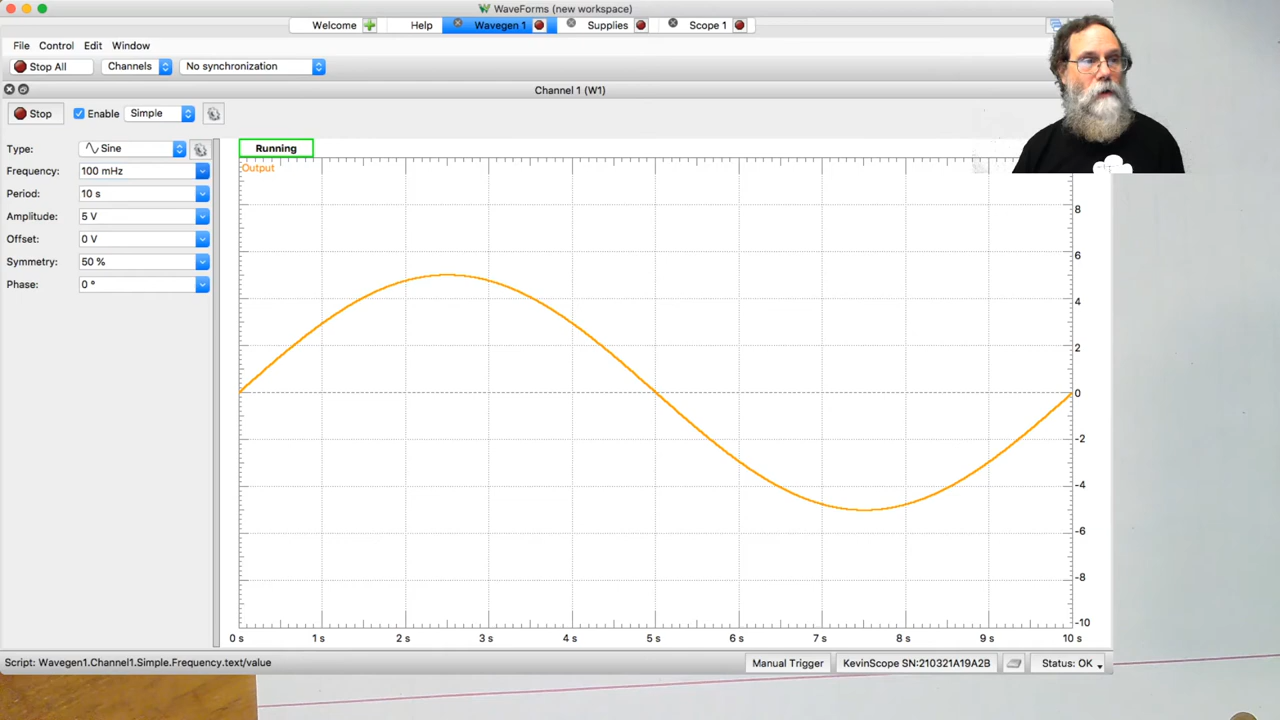 WaveForms (new workspace)
Welcome Help Wavegen 1 Supplies Scope 1
File Control Edit Window
Stop All Channels No synchronization
Channel 1 (W1)
Stop Enable Simple
Type: Sine
Frequency: 100 mHz
Period: 10 s
Amplitude: 5 V
Offset: 0 V
Symmetry: 50 %
Phase: 0 º
Running
Output
8
6
4
2
0
-2
-4
-6
-8
-10
0 s 1 s 2 s 3 s 4 s 5 s 6 s 7 s 8 s 9 s 10 s
Script: Wavegen1.Channel1.Simple.Frequency.text/value
Manual Trigger KevinScope SN:210321A19A2B Status: OK